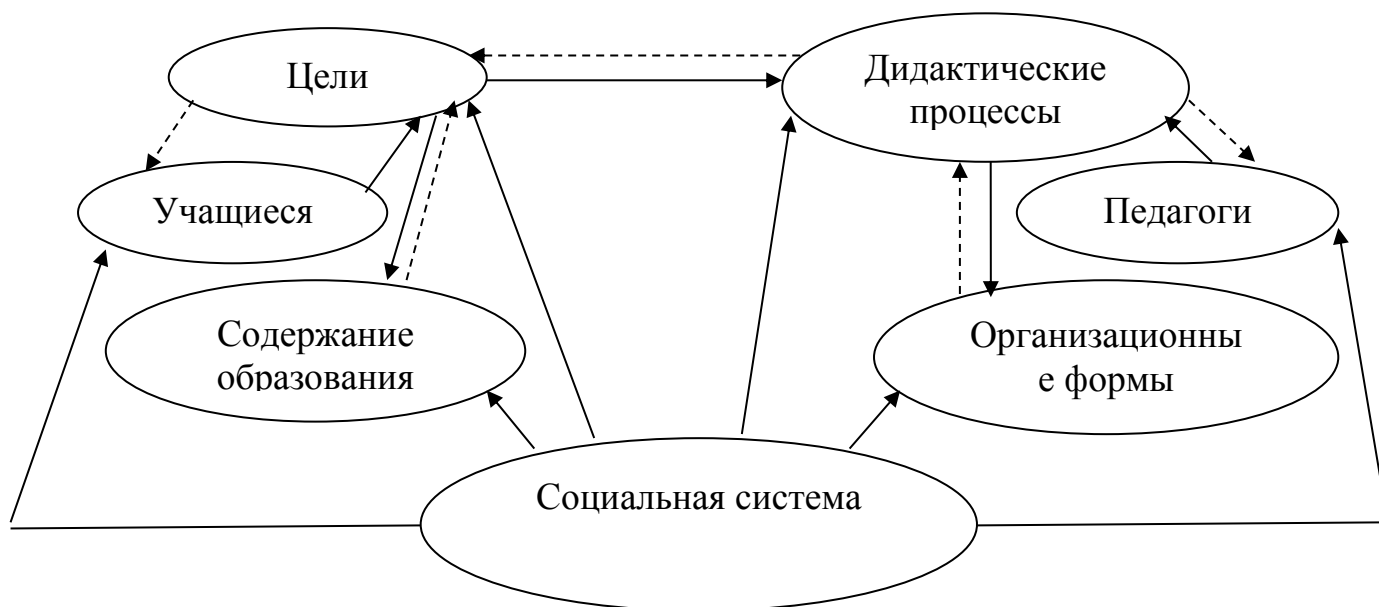 Цели
Дидактические
процессы
Учащиеся
Педагоги
Содержание
образования
Организационны
е формы
Социальная система